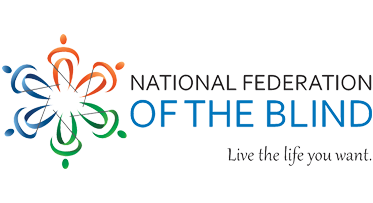 NATIONAL FEDERATION
OF THE BLIND
Live the life you want.